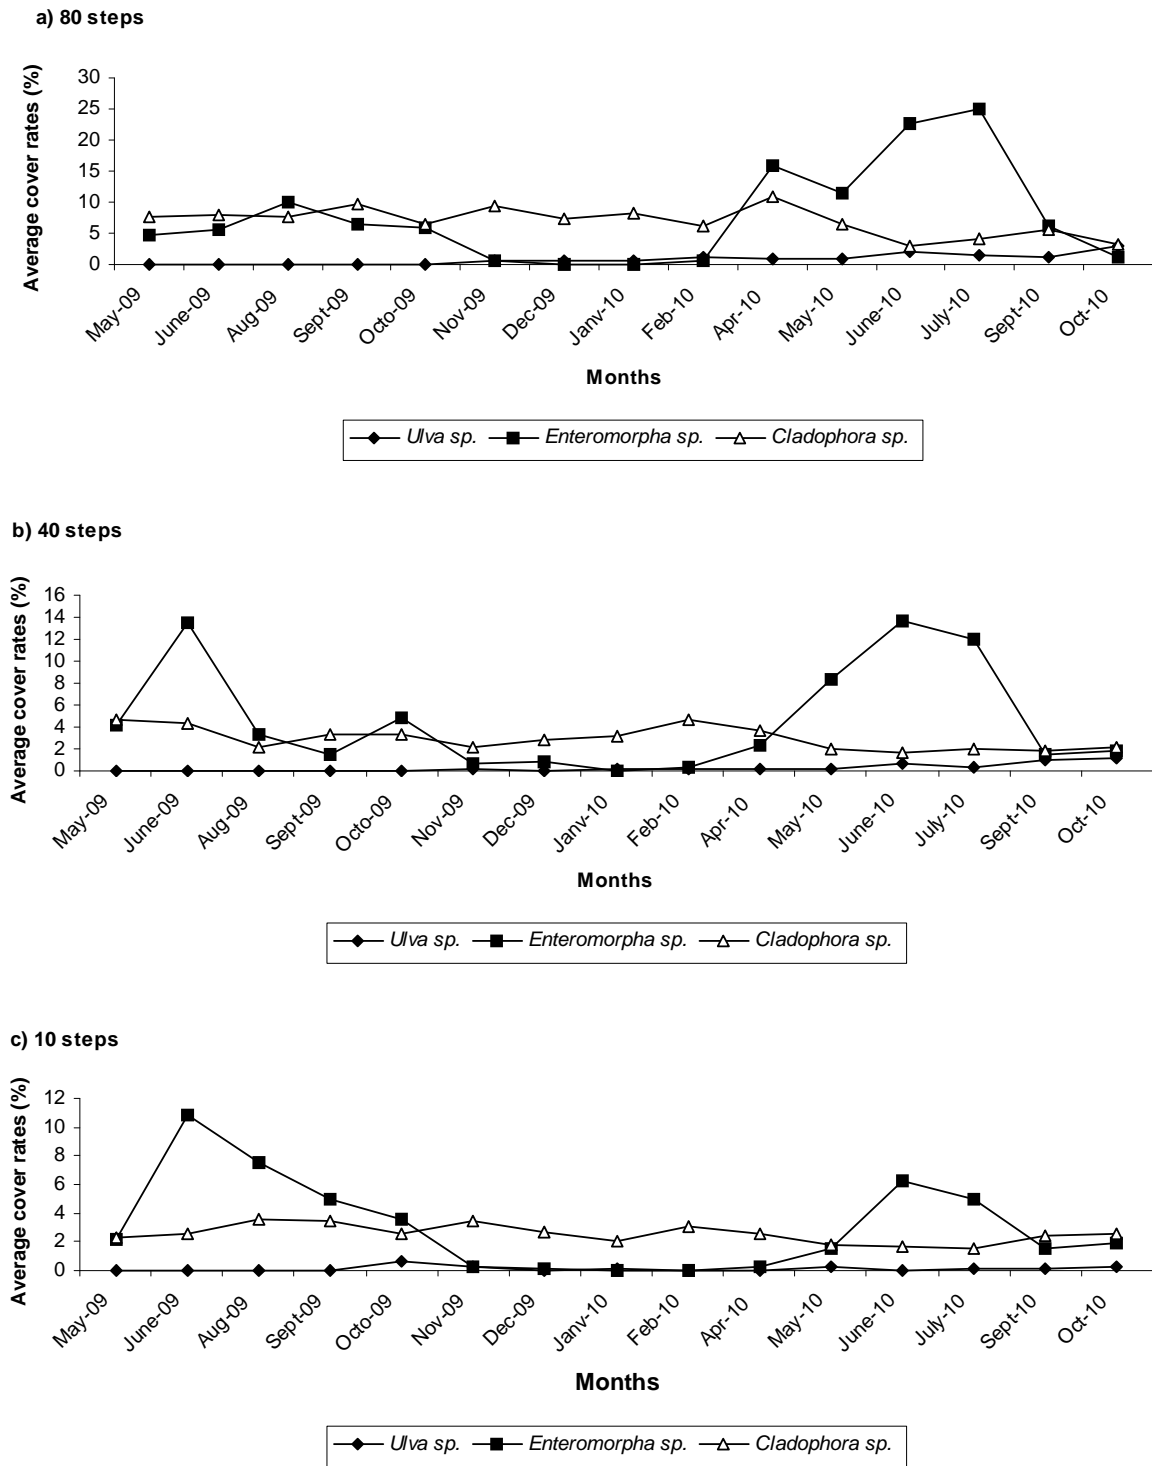 a) 80 steps
Average cover rates (%)
30
25
20
15
10
5
0
May-09
June-09
Aug-09
Sept-09
Octo-09
Nov-09
Dec-09
Janv-10
Feb-10
Apr-10
May-10
June-10
July-10
Sept-10
Oct-10
Months
Ulva sp. Enteromorpha sp. Cladophora sp.
b) 40 steps
Average cover rates (%)
16
14
12
10
8
6
4
2
0
May-09
June-09
Aug-09
Sept-09
Octo-09
Nov-09
Dec-09
Janv-10
Feb-10
Apr-10
May-10
June-10
July-10
Sept-10
Oct-10
Months
Ulva sp. Enteromorpha sp. Cladophora sp.
c) 10 steps
Average cover rates (%)
12
10
8
6
4
2
0
May-09
June-09
Aug-09
Sept-09
Octo-09
Nov-09
Dec-09
Janv-10
Feb-10
Apr-10
May-10
June-10
July-10
Sept-10
Oct-10
Months
Ulva sp. Enteromorpha sp. Cladophora sp.